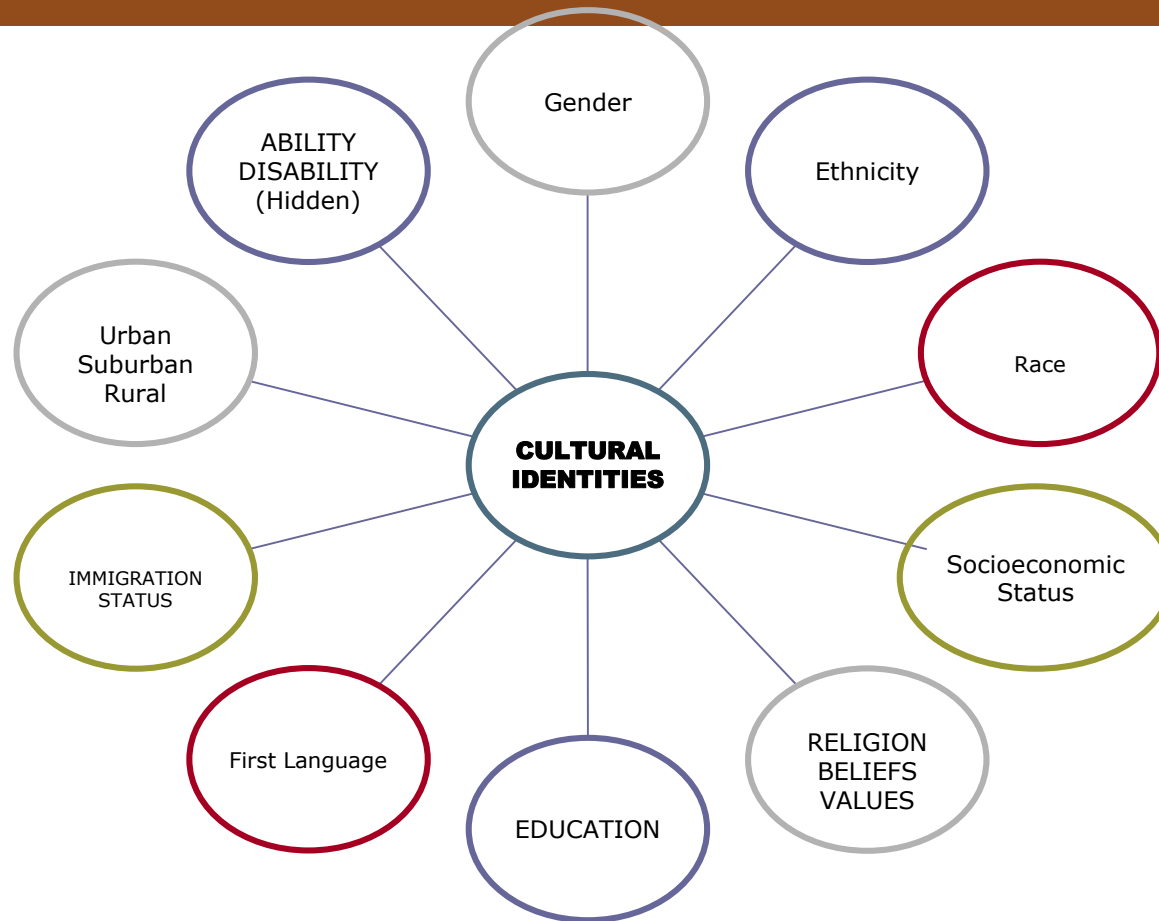 Gender
ABILITY
DISABILITY
(Hidden)
Ethnicity
Urban
Suburban
Rural
Race
CULTURAL
IDENTITIES
IMMIGRATION
STATUS
Socioeconomic
Status
First Language
RELIGION
BELIEFS
VALUES
EDUCATION